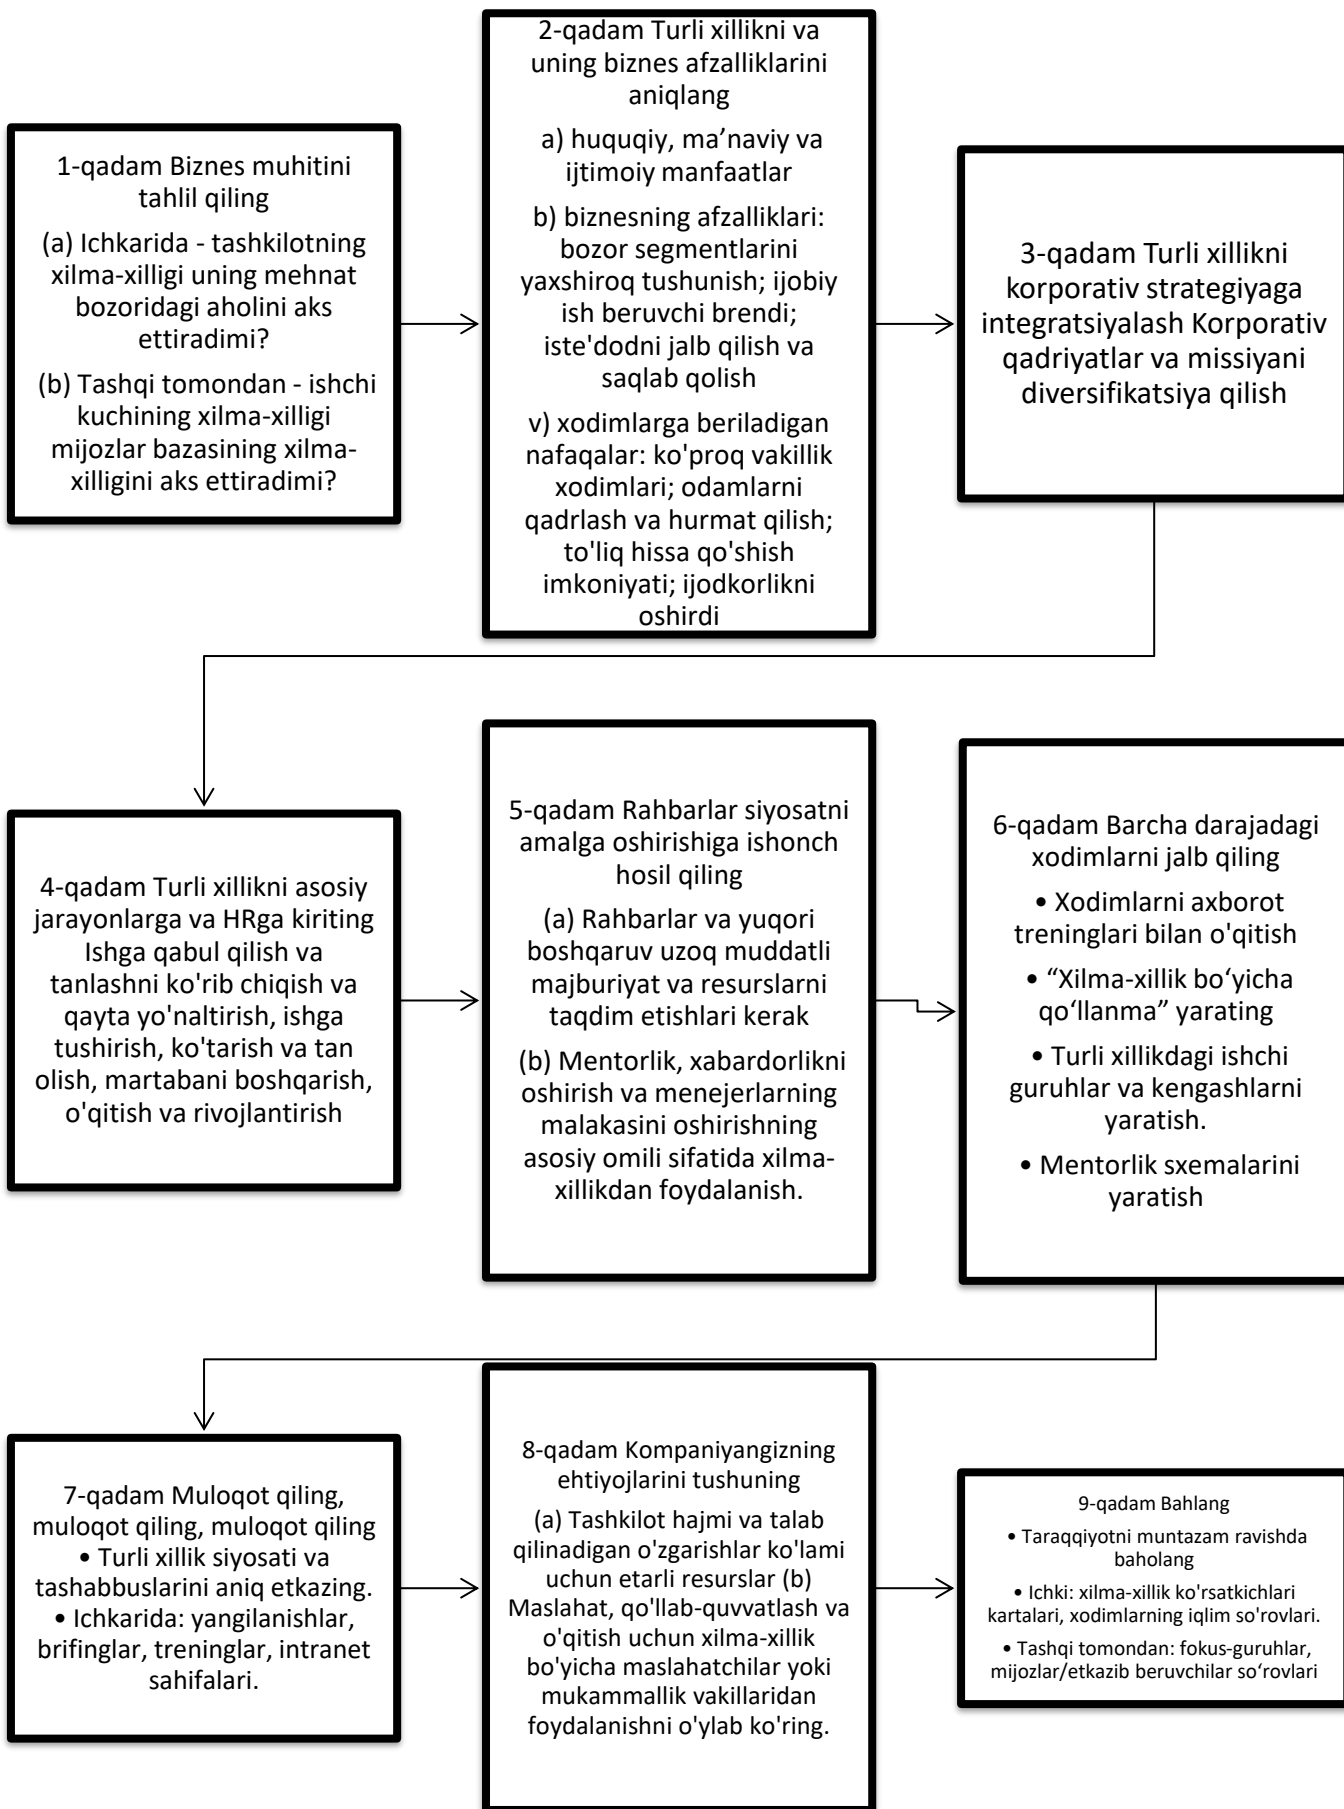 1-qadam Biznes muhitini
tahlil qiling
(a) Ichkarida - tashkilotning
xilma-xilligi uning mehnat
bozoridagi aholini aks
ettiradimi?
(b) Tashqi tomondan - ishchi
kuchining xilma-xilligi
mijozlar bazasining xilma-
xilligini aks ettiradimi?
2-qadam Turli xillikni va
uning biznes afzalliklarini
aniqlang
a) huquqiy, ma’naviy va
ijtimoiy manfaatlar
b) biznesning afzalliklari:
bozor segmentlarini
yaxshiroq tushunish; ijobiy
ish beruvchi brendi;
iste'dodni jalb qilish va
saqlab qolish
v) xodimlarga beriladigan
nafaqalar: ko'proq vakillik
xodimlari; odamlarni
qadrlash va hurmat qilish;
to'liq hissa qo'shish
imkoniyati; ijodkorlikni
oshirdi
3-qadam Turli xillikni
korporativ strategiyaga
integratsiyalash Korporativ
qadriyatlar va missiyani
diversifikatsiya qilish
4-qadam Turli xillikni asosiy
jarayonlarga va HRga kiriting
Ishga qabul qilish va
tanlashni ko'rib chiqish va
qayta yo'naltirish, ishga
tushirish, ko'tarish va tan
olish, martabani boshqarish,
o'qitish va rivojlantirish
5-qadam Rahbarlar siyosatni
amalga oshirishiga ishonch
hosil qiling
(a) Rahbarlar va yuqori
boshqaruv uzoq muddatli
majburiyat va resurslarni
taqdim etishlari kerak
(b) Mentorlik, xabardorlikni
oshirish va menejerlarning
malakasini oshirishning
asosiy omili sifatida xilma-
xillikdan foydalanish.
6-qadam Barcha darajadagi
xodimlarni jalb qiling
• Xodimlarni axborot
treninglari bilan o'qitish
• “Xilma-xillik bo‘yicha
qo‘llanma” yarating
• Turli xillikdagi ishchi
guruhlar va kengashlarni
yaratish.
• Mentorlik sxemalarini
yaratish
7-qadam Muloqot qiling,
muloqot qiling, muloqot qiling
• Turli xillik siyosati va
tashabbuslarini aniq etkazing.
• Ichkarida: yangilanishlar,
brifinglar, treninglar, intranet
sahifalari.
8-qadam Kompaniyangizning
ehtiyojlarini tushuning
(a) Tashkilot hajmi va talab
qilinadigan o'zgarishlar ko'lami
uchun etarli resurslar (b)
Maslahat, qo'llab-quvvatlash va
o'qitish uchun xilma-xillik
bo'yicha maslahatchilar yoki
mukammallik vakillaridan
foydalanishni o'ylab ko'ring.
9-qadam Bahlang
• Taraqqiyotni muntazam ravishda
baholang
• Ichki: xilma-xillik ko'rsatkichlari
kartalari, xodimlarning iqlim so'rovlari.
• Tashqi tomondan: fokus-guruhlar,
mijozlar/etkazib beruvchilar so‘rovlari